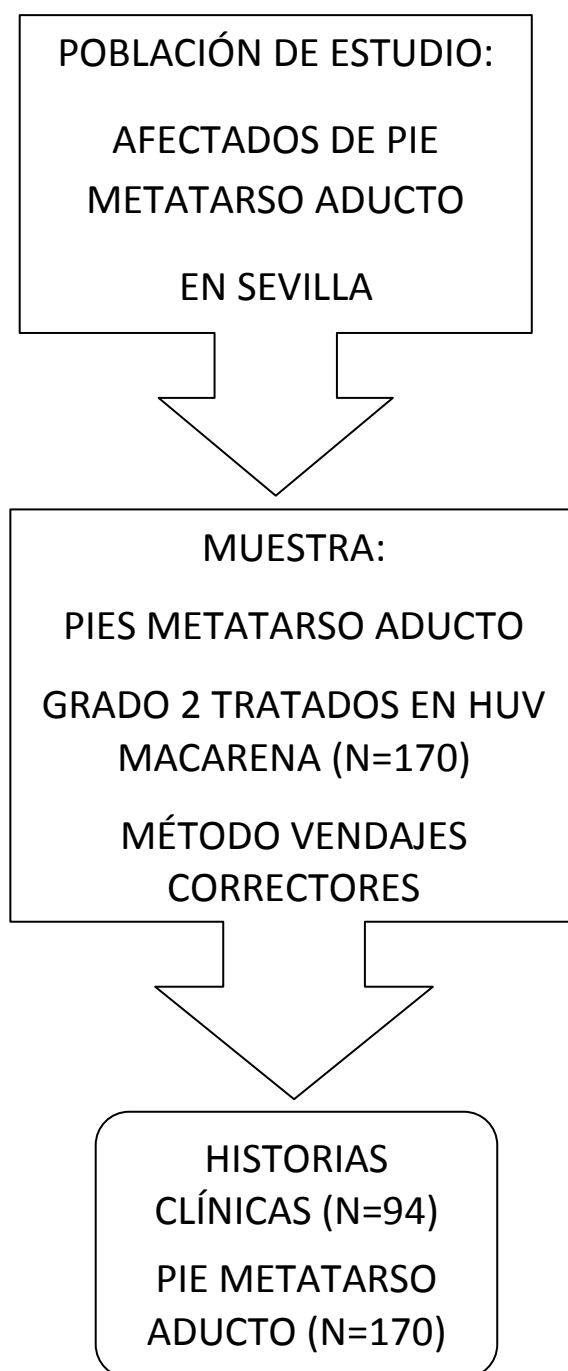 POBLACIÓN DE ESTUDIO:
AFECTADOS DE PIE
METATARSO ADUCTO
EN SEVILLA
MUESTRA:
PIES METATARSO ADUCTO
GRADO 2 TRATADOS EN HUV
MACARENA (N=170)
MÉTODO VENDAJES
CORRECTORES
HISTORIAS
CLÍNICAS (N=94)
PIE METATARSO
ADUCTO (N=170)